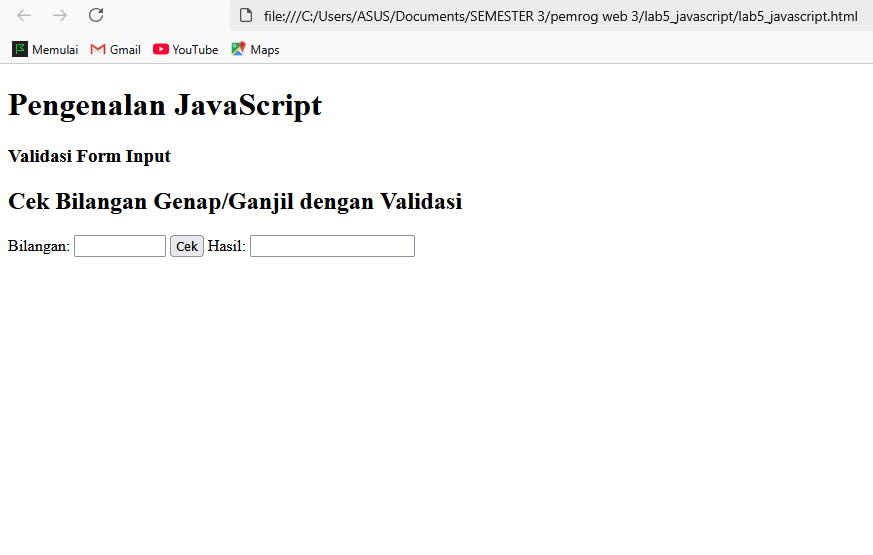 file:///C:/Users/ASUS/Documents/SEMESTER 3/pemrog web 3/lab5_javascript/lab5_javascript.html
Memulai Gmail YouTube Maps
Pengenalan JavaScript
Validasi Form Input
Cek Bilangan Genap/Ganjil dengan Validasi
Bilangan: Cek Hasil: